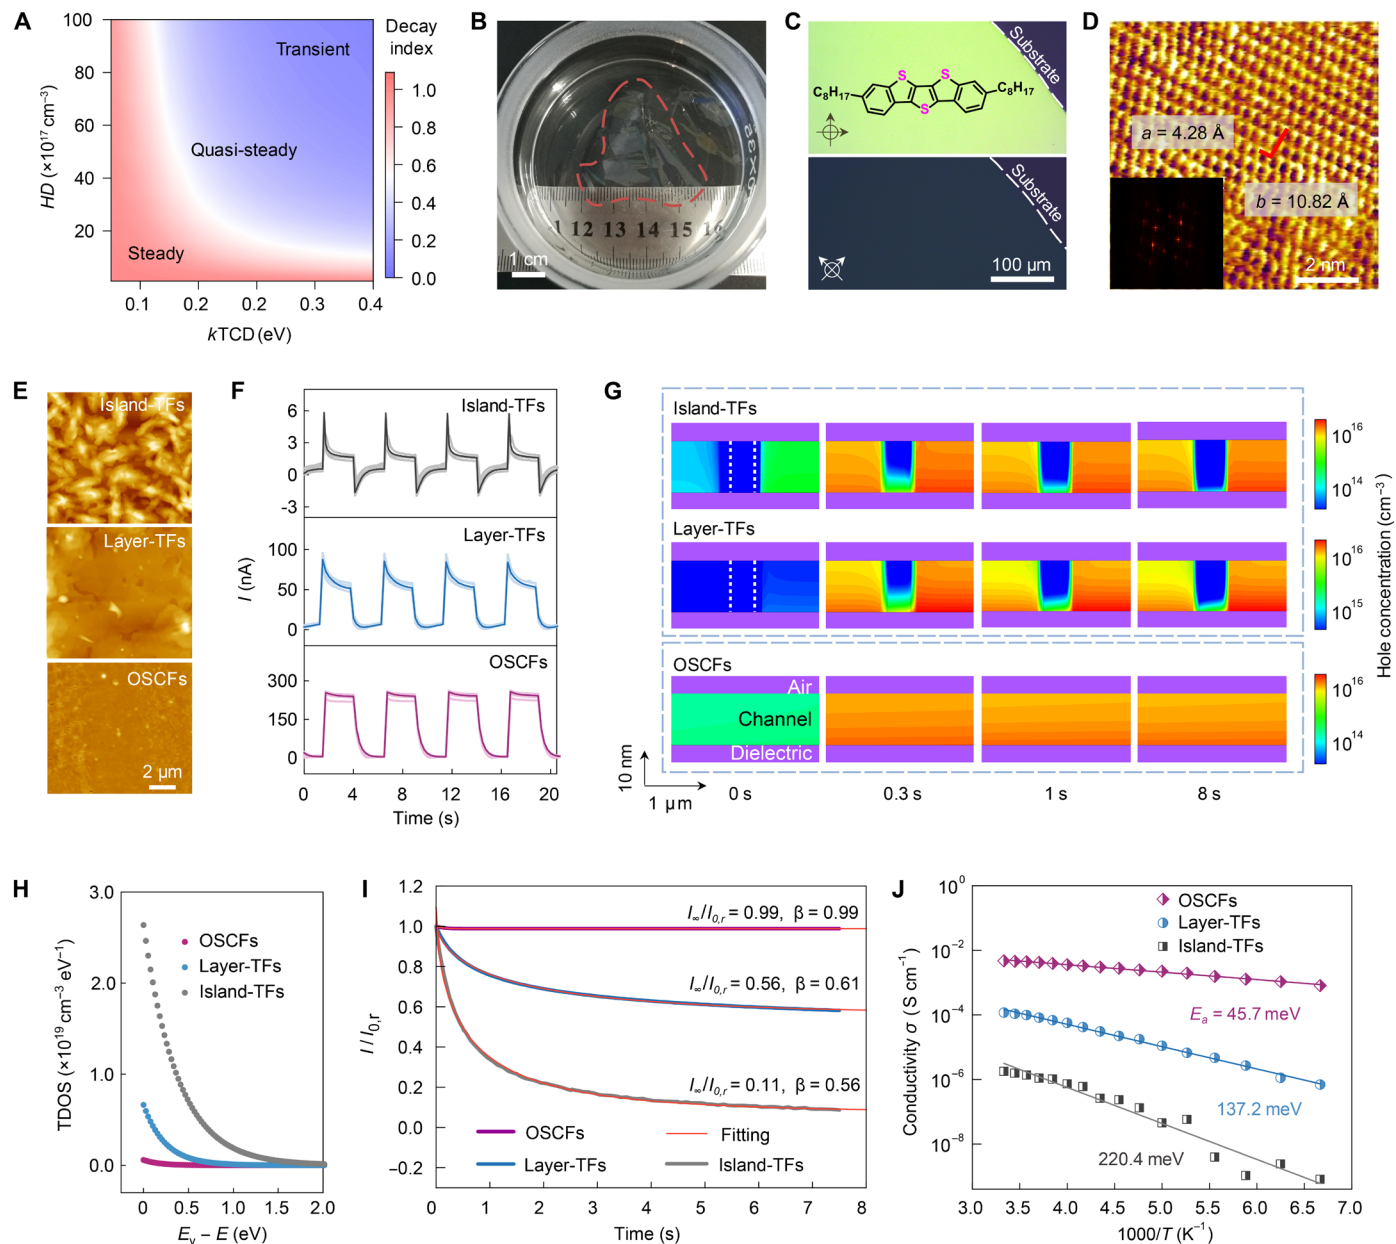 A
Decay
index
HD (×10¹⁷ cm⁻³)
100
80
60
40
20
Transient
Quasi-steady
Steady
1.0
0.8
0.6
0.4
0.2
0.0
0.1
0.2
0.2
0.3
0.4
kTCD (eV)
B
1 12 13 14 15 16
1 cm
C
Substrate
C₈H₁₇
S
S
S
C₈H₁₇
Substrate
100 µm
D
a = 4.28 Å
b = 10.82 Å
2 nm
E
Island-TFs
Layer-TFs
OSCFs
2 µm
F
Island-TFs
6
3
0
−3
Layer-TFs
100
50
0
I (nA)
OSCFs
300
150
0
0
4
8
12
16
20
Time (s)
G
Island-TFs
10¹⁶
10¹⁴
Layer-TFs
10¹⁶
10¹⁵
OSCFs
Air
Channel
Dielectric
10¹⁶
10¹⁴
Hole concentration (cm⁻³)
10 nm
1 µm
0 s
0.3 s
1 s
8 s
H
TDOS (×10¹⁹ cm⁻³ eV⁻¹)
3.0
2.0
1.0
0.0
OSCFs
Layer-TFs
Island-TFs
0
0.5
1.0
1.5
2.0
Eᵥ − E (eV)
I
I / I₀,ᵣ
1.2
1.0
0.8
0.6
0.4
0.2
0.0
−0.2
I∞/I₀,ᵣ = 0.99, β = 0.99
I∞/I₀,ᵣ = 0.56, β = 0.61
I∞/I₀,ᵣ = 0.11, β = 0.56
OSCFs
Fitting
Layer-TFs
Island-TFs
0
1
2
3
4
5
6
7
8
Time (s)
J
Conductivity σ (S cm⁻¹)
10⁰
10⁻²
10⁻⁴
10⁻⁶
10⁻⁸
OSCFs
Layer-TFs
Island-TFs
Eₐ = 45.7 meV
137.2 meV
220.4 meV
3.0
3.5
4.0
4.5
5.0
5.5
6.0
6.5
7.0
1000/T (K⁻¹)